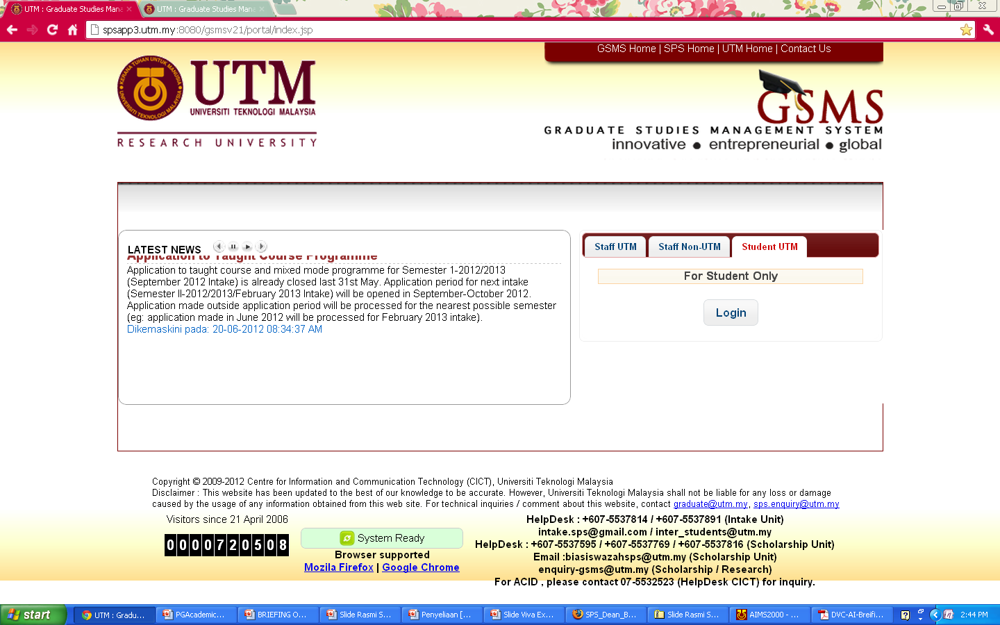 UTM : Graduate Studies Mana
UTM : Graduate Studies Mana
spsapp3.utm.my:8080/gsmsv21/portal/index.jsp
GSMS Home | SPS Home | UTM Home | Contact Us
KERANA TUHAN UNTUK MANUSIA
UNIVERSITI TEKNOLOGI MALAYSIA
UTM
UNIVERSITI TEKNOLOGI MALAYSIA
RESEARCH UNIVERSITY
GSMS
GRADUATE STUDIES MANAGEMENT SYSTEM
innovative ● entrepreneurial ● global
LATEST NEWS
Application to Taught Course Programme
Application to taught course and mixed mode programme for Semester 1-2012/2013
(September 2012 Intake) is already closed last 31st May. Application period for next intake
(Semester II-2012/2013/February 2013 Intake) will be opened in September-October 2012.
Application made outside application period will be processed for the nearest possible semester
(eg: application made in June 2012 will be processed for February 2013 intake).
Dikemaskini pada: 20-06-2012 08:34:37 AM
Staff UTM
Staff Non-UTM
Student UTM
For Student Only
Login
Copyright © 2009-2012 Centre for Information and Communication Technology (CICT), Universiti Teknologi Malaysia
Disclaimer : This website has been updated to the best of our knowledge to be accurate. However, Universiti Teknologi Malaysia shall not be liable for any loss or damage
caused by the usage of any information obtained from this web site. For technical inquiries / comment about this website, contact graduate@utm.my, sps.enquiry@utm.my
Visitors since 21 April 2006
0000720508
System Ready
Browser supported
Mozila Firefox | Google Chrome
HelpDesk : +607-5537814 / +607-5537891 (Intake Unit)
intake.sps@gmail.com / inter_students@utm.my
HelpDesk : +607-5537595 / +607-5537769 / +607-5537816 (Scholarship Unit)
Email :biasiswazahsps@utm.my (Scholarship Unit)
enquiry-gsms@utm.my (Scholarship / Research)
For ACID , please contact 07-5532523 (HelpDesk CICT) for inquiry.
start
UTM : Gradu...
PGAcademic...
BRIEFING O...
Slide Rasmi S...
Penyeliaan [...
Slide Viva Ex...
SPS_Dean_B...
Slide Rasmi S...
AIMS2000 - ...
DVC-AI-Breifi...
2:44 PM